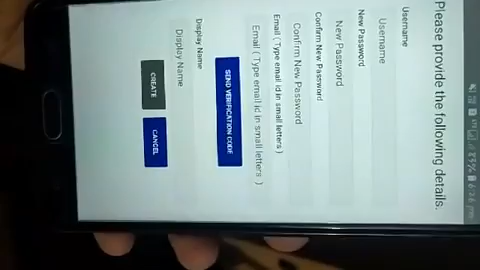 Please provide the following details.
Username
Username
New Password
New Password
Confirm New Password
Confirm New Password
Email ( Type email id in small letters )
Email ( Type email id in small letters )
SEND VERIFICATION CODE
Display Name
Display Name
CREATE
CANCEL